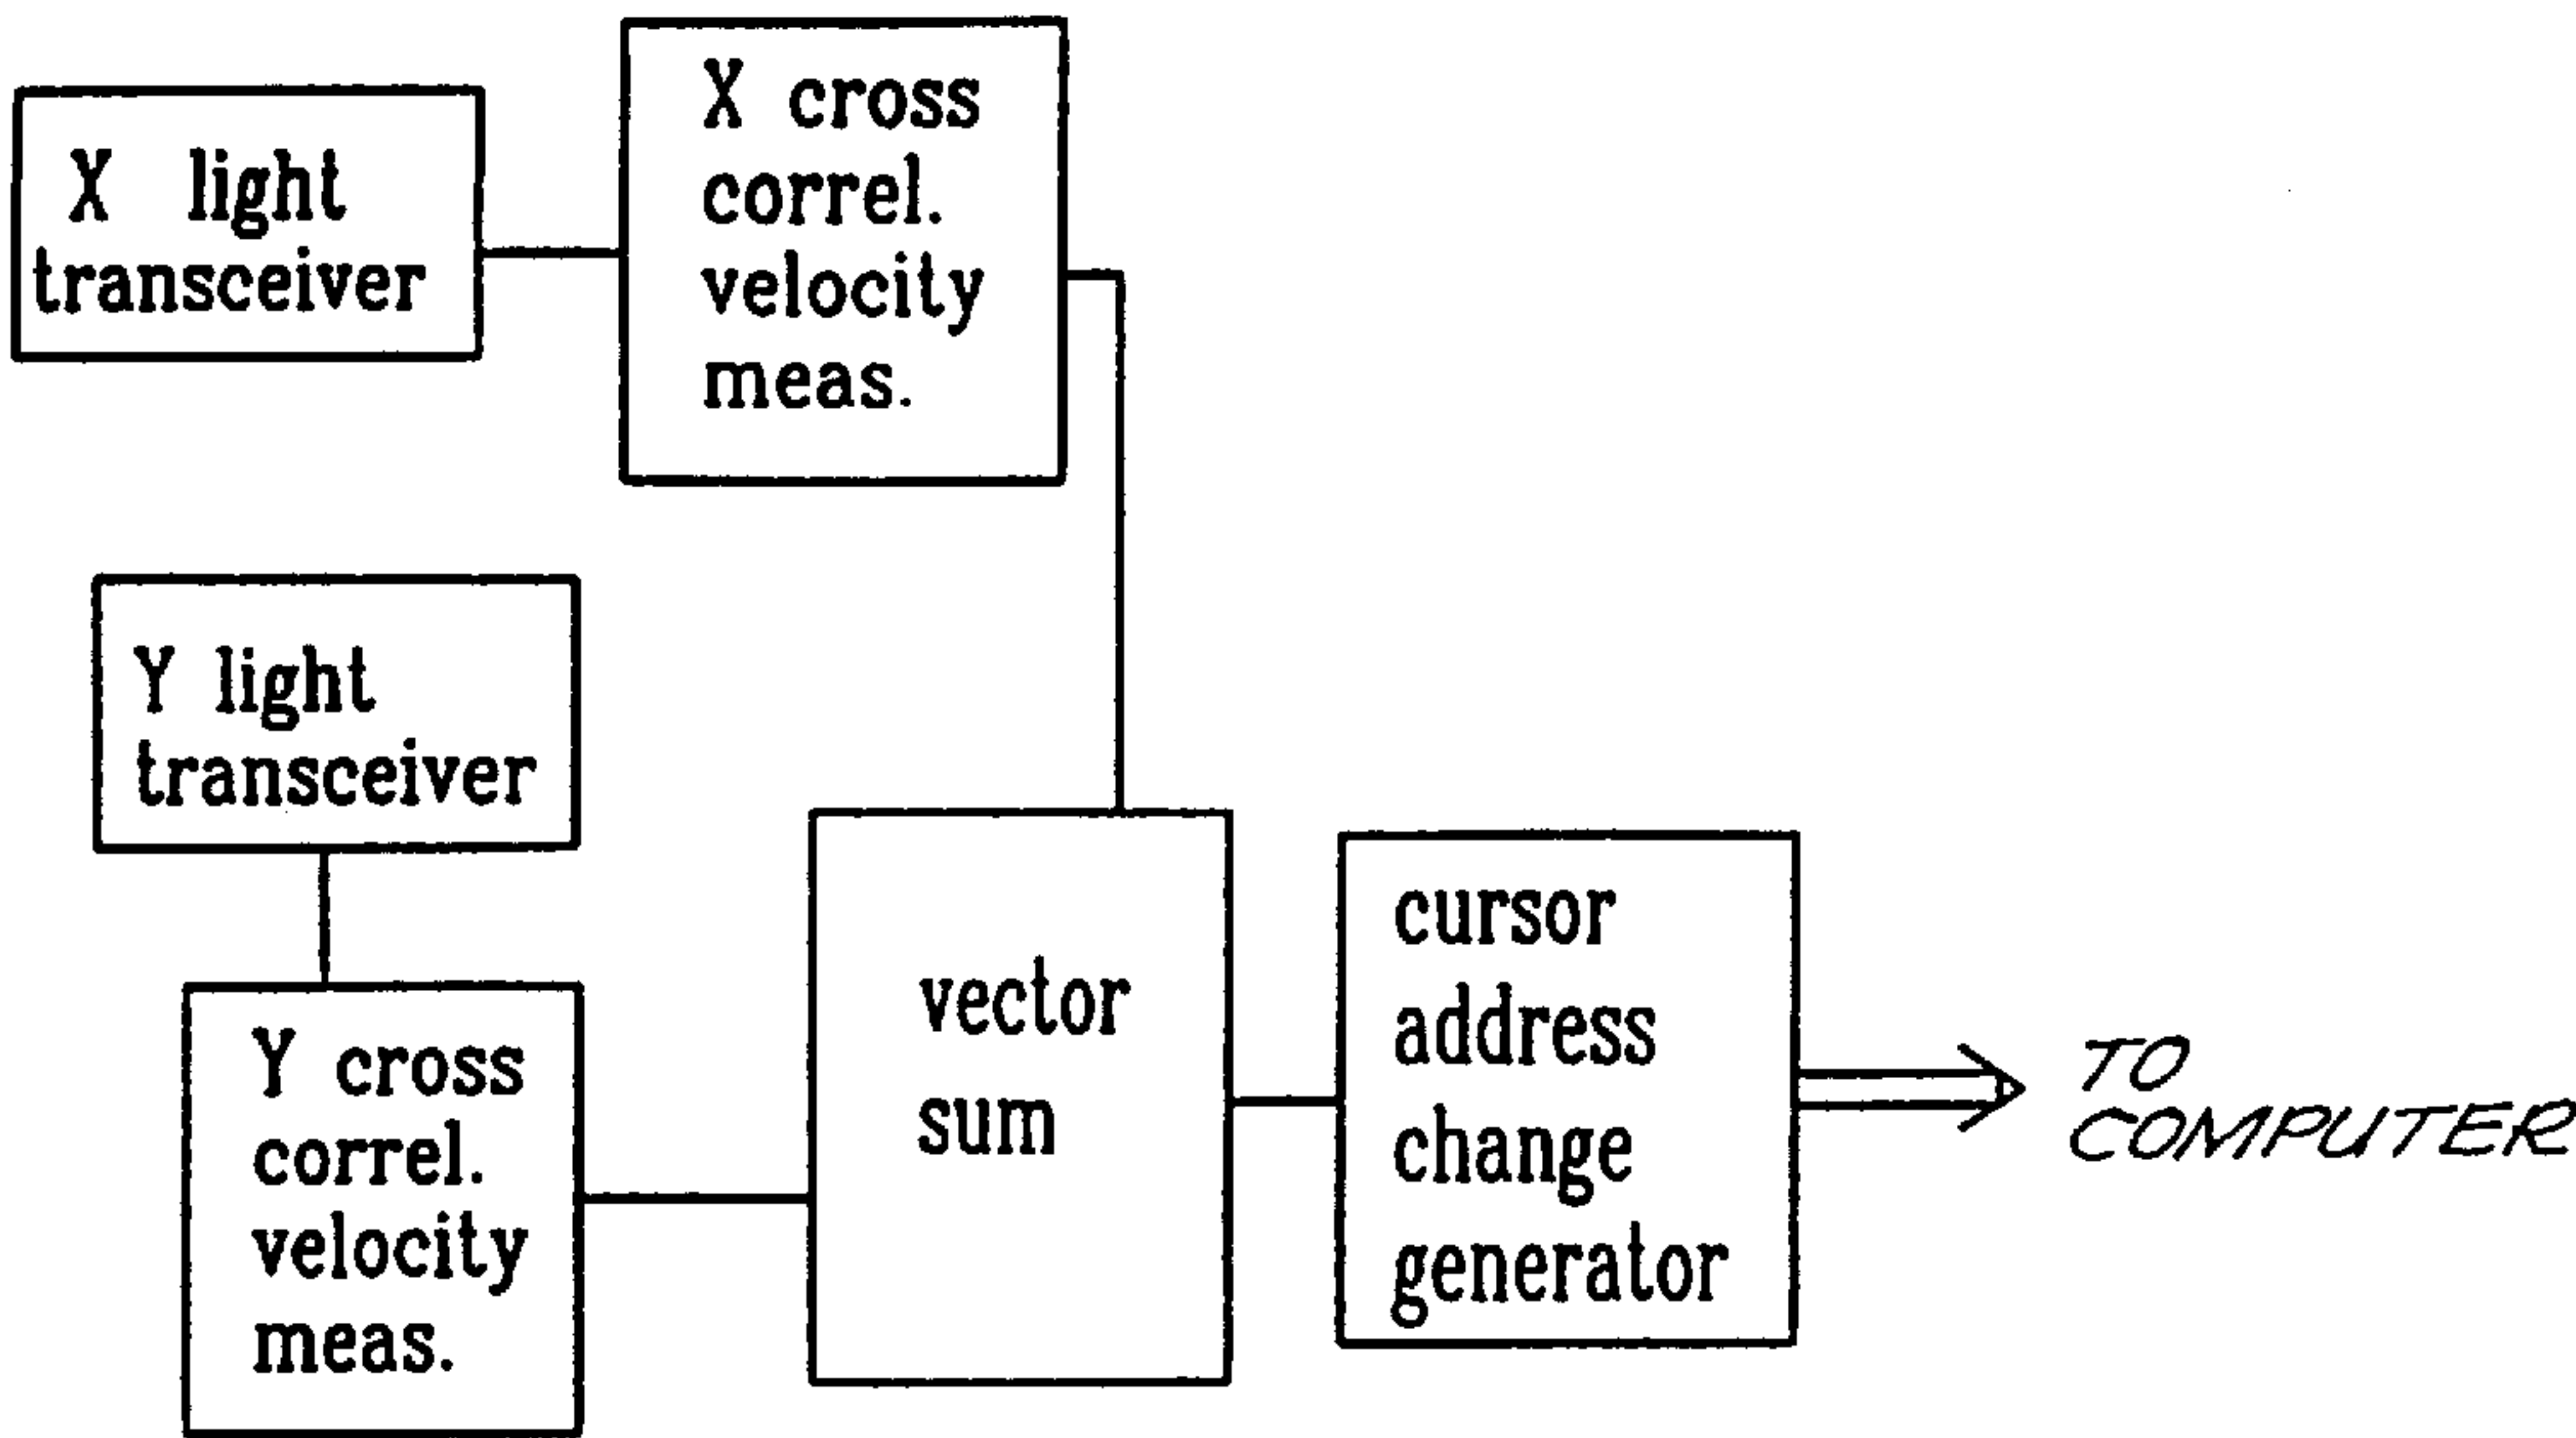 X light
transceiver
X cross
correl.
velocity
meas.
Y light
transceiver
Y cross
correl.
velocity
meas.
vector
sum
cursor
address
change
generator
TO
COMPUTER